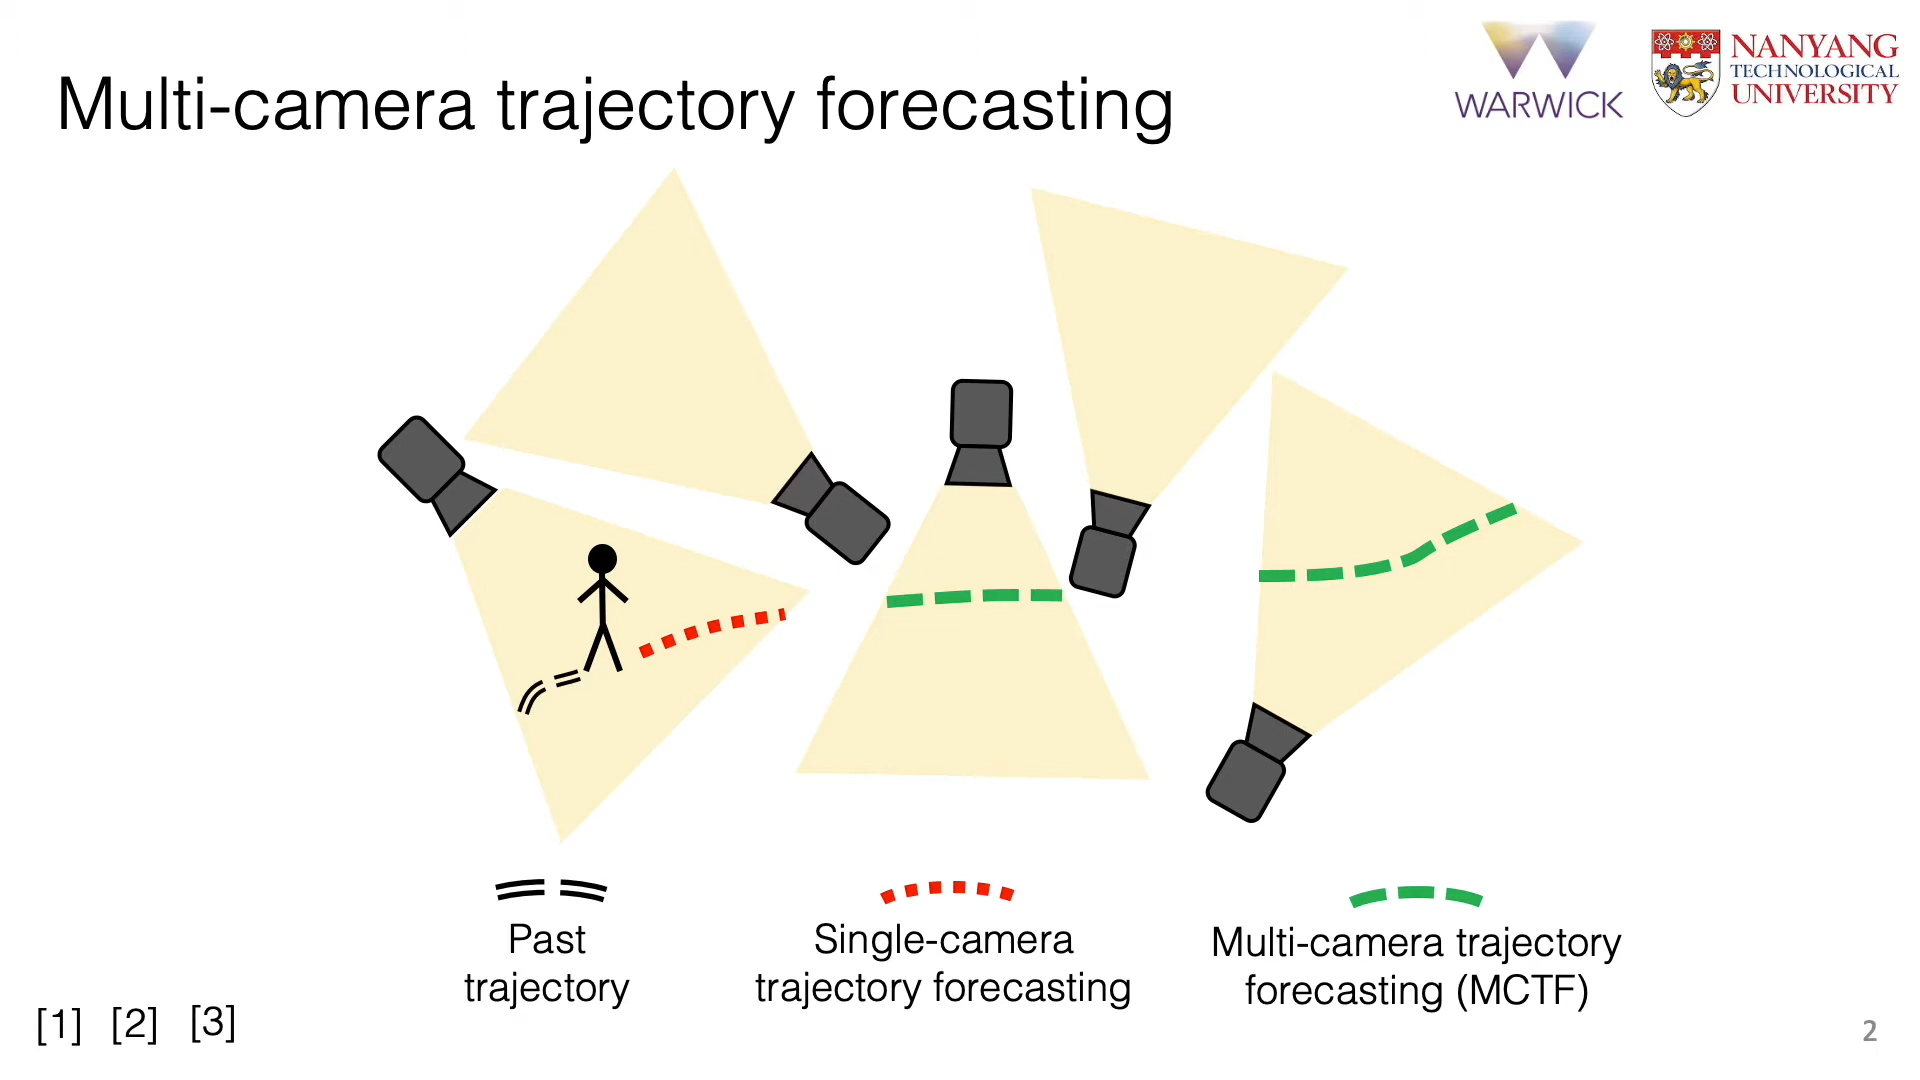 Multi-camera trajectory forecasting
WARWICK
NANYANG
TECHNOLOGICAL
UNIVERSITY
Past
trajectory
Single-camera
trajectory forecasting
Multi-camera trajectory
forecasting (MCTF)
[1] [2] [3]
2